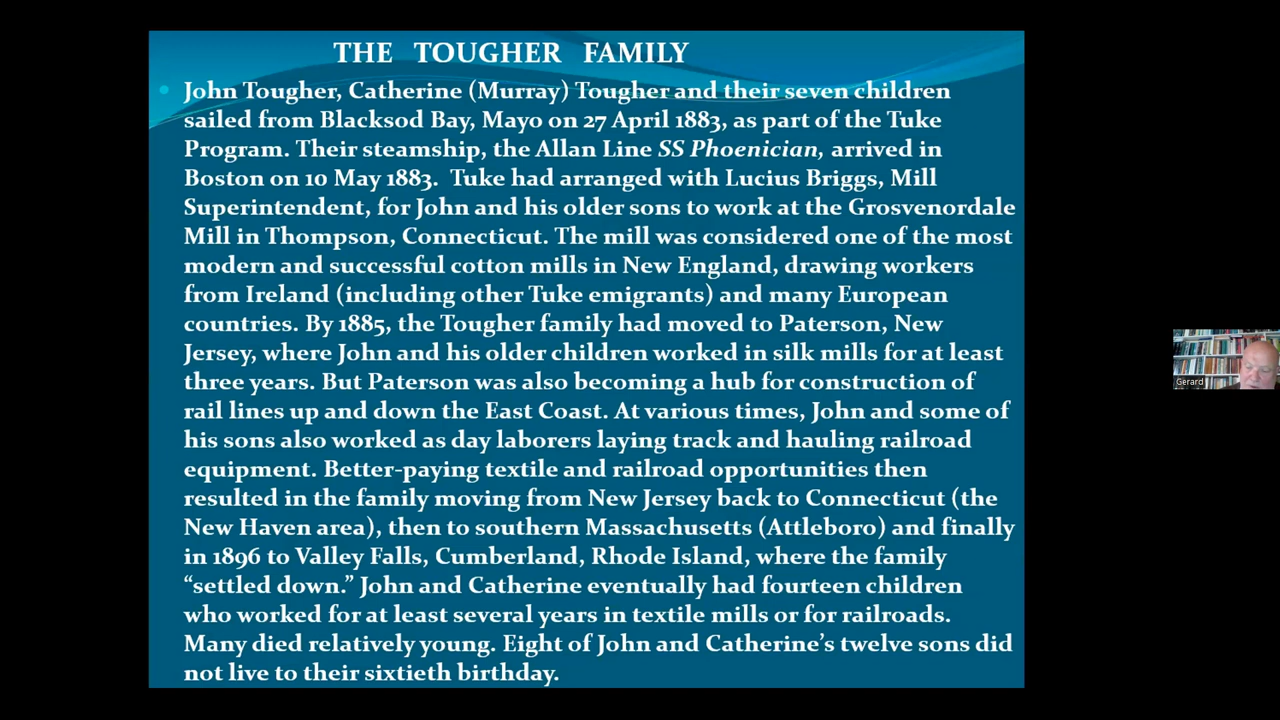 THE TOUGHER FAMILY
John Tougher, Catherine (Murray) Tougher and their seven children
sailed from Blacksod Bay, Mayo on 27 April 1883, as part of the Tuke
Program. Their steamship, the Allan Line SS Phoenician, arrived in
Boston on 10 May 1883. Tuke had arranged with Lucius Briggs, Mill
Superintendent, for John and his older sons to work at the Grosvenordale
Mill in Thompson, Connecticut. The mill was considered one of the most
modern and successful cotton mills in New England, drawing workers
from Ireland (including other Tuke emigrants) and many European
countries. By 1885, the Tougher family had moved to Paterson, New
Jersey, where John and his older children worked in silk mills for at least
three years. But Paterson was also becoming a hub for construction of
rail lines up and down the East Coast. At various times, John and some of
his sons also worked as day laborers laying track and hauling railroad
equipment. Better-paying textile and railroad opportunities then
resulted in the family moving from New Jersey back to Connecticut (the
New Haven area), then to southern Massachusetts (Attleboro) and finally
in 1896 to Valley Falls, Cumberland, Rhode Island, where the family
“settled down.” John and Catherine eventually had fourteen children
who worked for at least several years in textile mills or for railroads.
Many died relatively young. Eight of John and Catherine’s twelve sons did
not live to their sixtieth birthday.
Gerard